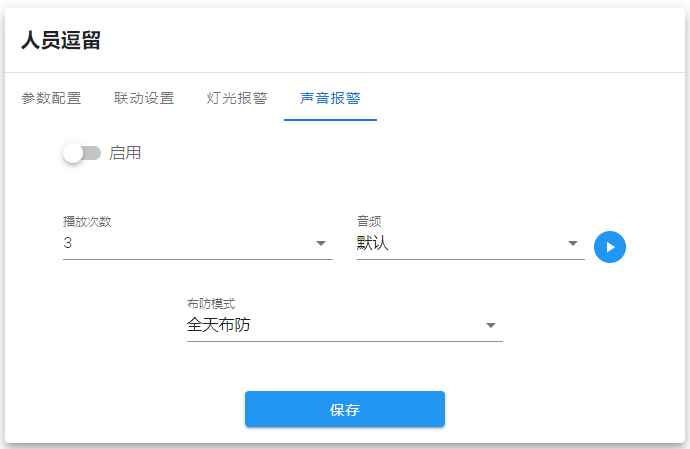 人员逗留
参数配置 联动设置 灯光报警 声音报警
启用
播放次数 音频
3 默认
布防模式
全天布防
保存